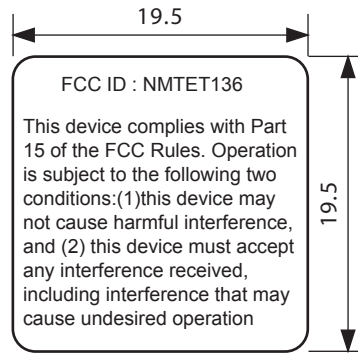 19.5
FCC ID : NMTET136
This device complies with Part
15 of the FCC Rules. Operation
is subject to the following two
conditions:(1)this device may
not cause harmful interference,
and (2) this device must accept
any interference received,
including interference that may
cause undesired operation
19.5